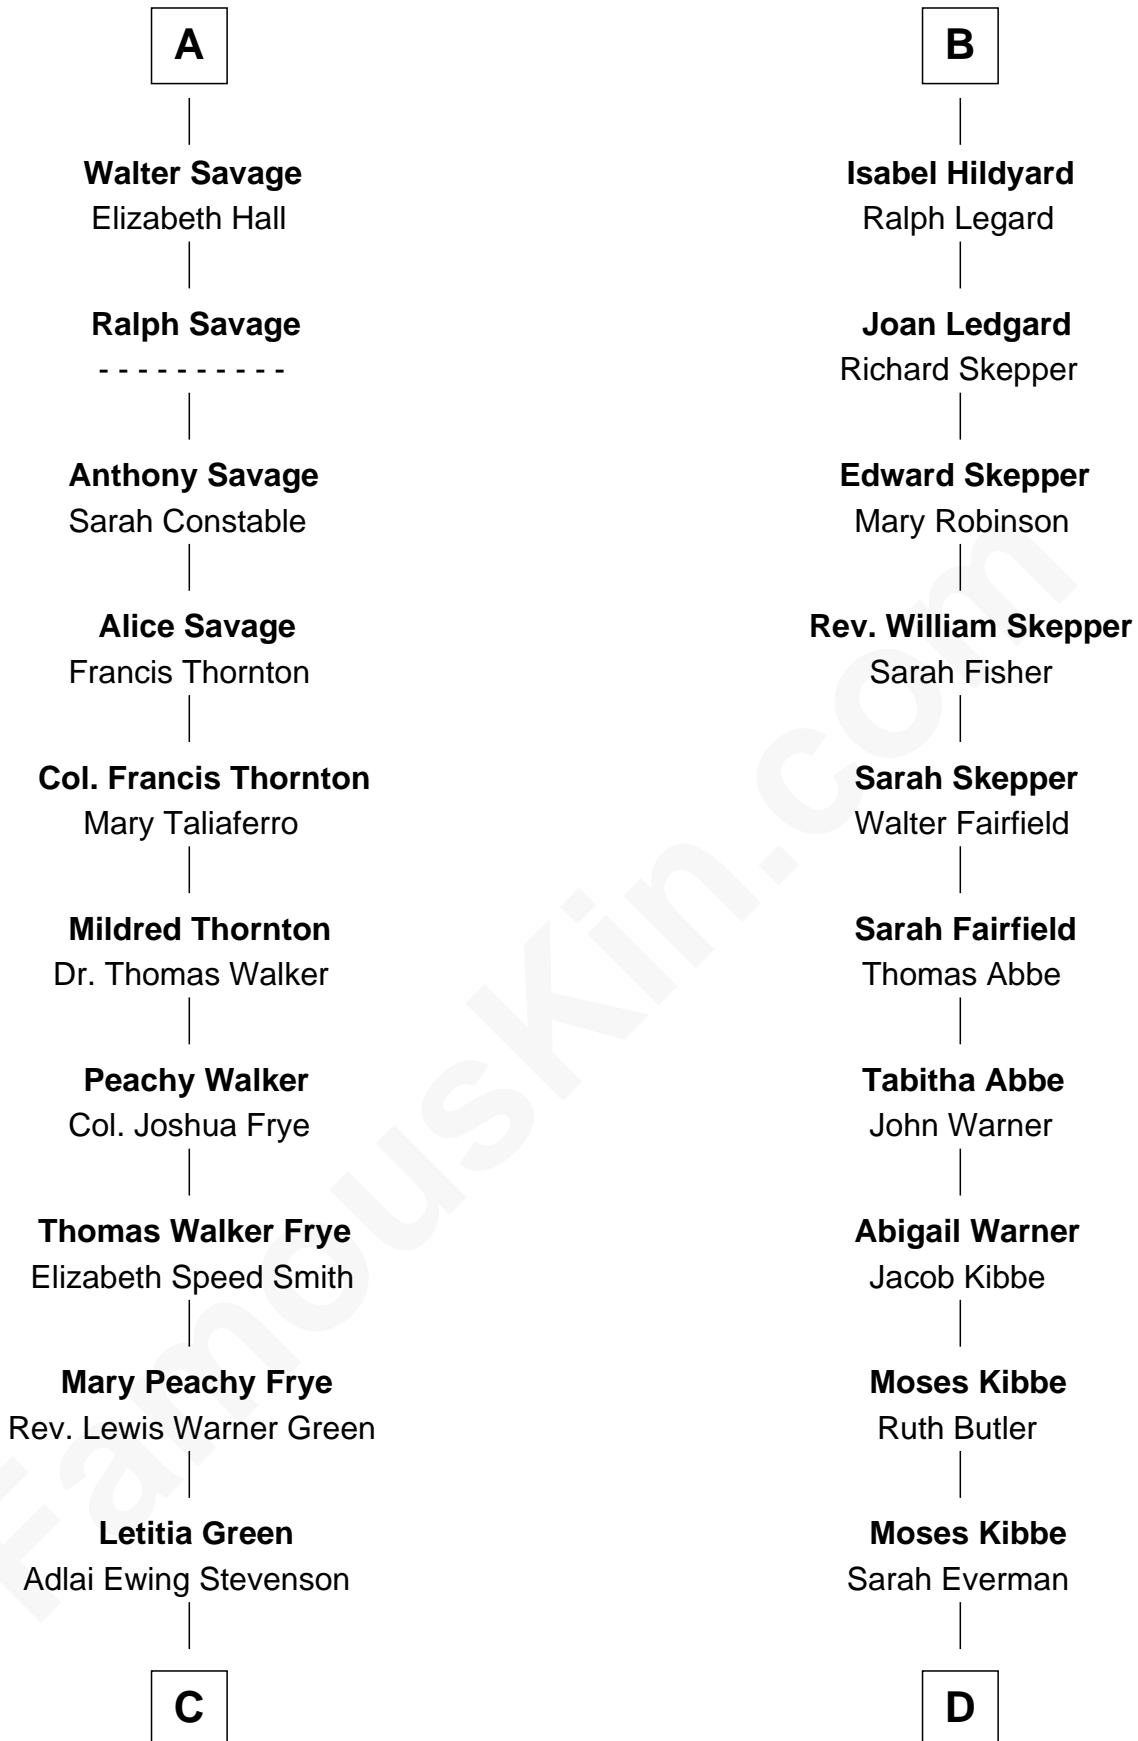 A
Walter Savage
Elizabeth Hall
Ralph Savage
- - - - - - - - - -
Anthony Savage
Sarah Constable
Alice Savage
Francis Thornton
Col. Francis Thornton
Mary Taliaferro
Mildred Thornton
Dr. Thomas Walker
Peachy Walker
Col. Joshua Frye
Thomas Walker Frye
Elizabeth Speed Smith
Mary Peachy Frye
Rev. Lewis Warner Green
Letitia Green
Adlai Ewing Stevenson
C
B
Isabel Hildyard
Ralph Legard
Joan Ledgard
Richard Skepper
Edward Skepper
Mary Robinson
Rev. William Skepper
Sarah Fisher
Sarah Skepper
Walter Fairfield
Sarah Fairfield
Thomas Abbe
Tabitha Abbe
John Warner
Abigail Warner
Jacob Kibbe
Moses Kibbe
Ruth Butler
Moses Kibbe
Sarah Everman
D
FamousKin.com